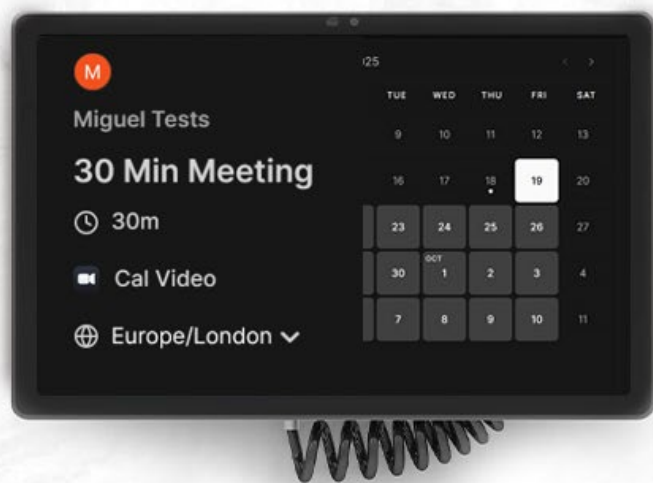 M
Miguel Tests
30 Min Meeting
30m
Cal Video
Europe/London
025
TUE WED THU FRI SAT
9 10 11 12 13
16 17 18 19 20
23 24 25 26 27
OCT
30 1 2 3 4
7 8 9 10 11